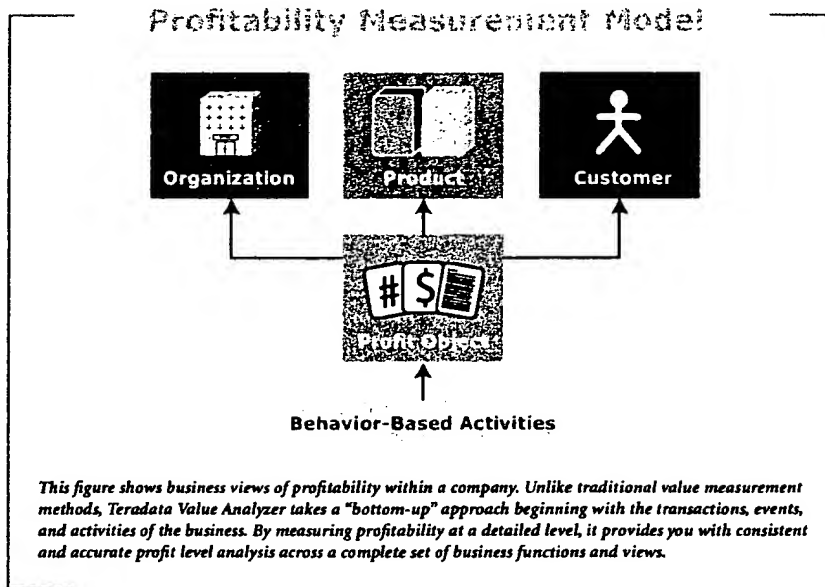 Profitability Measurement Model
Organization
Product
Customer
# $
Profit Object
Behavior-Based Activities
This figure shows business views of profitability within a company. Unlike traditional value measurement
methods, Teradata Value Analyzer takes a "bottom-up" approach beginning with the transactions, events,
and activities of the business. By measuring profitability at a detailed level, it provides you with consistent
and accurate profit level analysis across a complete set of business functions and views.